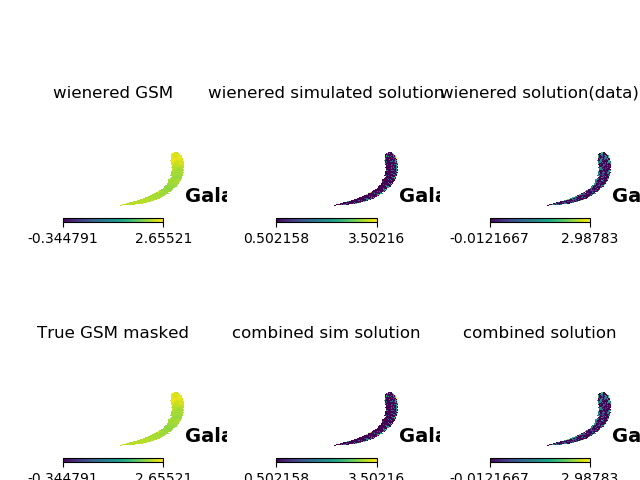 wienered GSM
wienered simulated solution
wienered solution(data)
Gala
Gala
Ga
-0.344791 2.65521
0.502158 3.50216
-0.0121667 2.98783
True GSM masked
combined sim solution
combined solution
Gala
Gala
Ga
-0.344791 2.65521
0.502158 3.50216
-0.0121667 2.98783